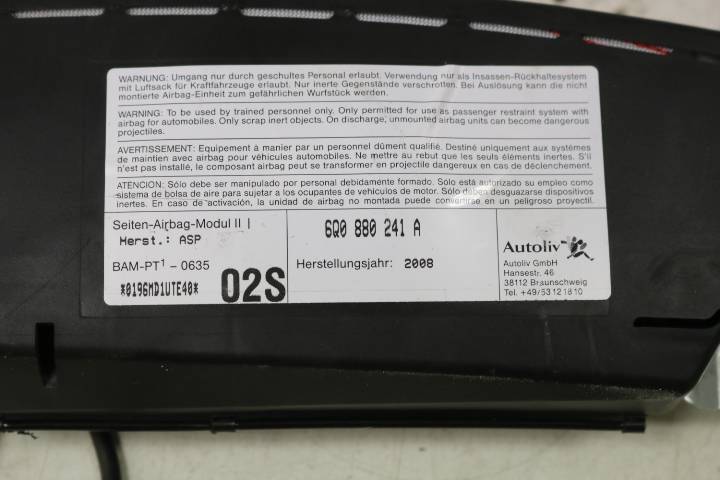 WARNUNG: Umgang nur durch geschultes Personal erlaubt. Verwendung nur als Insassen-Rückhaltesystem
mit Luftsack für Kraftfahrzeuge erlaubt. Nur inerte Gegenstände verschrotten. Bei Auslösung kann die nicht
montierte Airbag-Einheit zum gefährlichen Wurfstück werden.
WARNING: To be used by trained personnel only. Only permitted for use as passenger restraint system with
airbag for automobiles. Only scrap inert objects. On discharge, unmounted airbag units can become dangerous
projectiles.
AVERTISSEMENT: Equipement à manier par un personnel dûment qualifié. Destiné uniquement aux systèmes
de maintien avec airbag pour véhicules automobiles. Ne mettre au rebut que les seuls éléments inertes. S'il
n'est pas installé, le composant airbag peut se transformer en projectile dangereux en cas de déclenchement.
ATENCIÓN: Sólo debe ser manipulado por personal debidamente formado. Sólo está autorizado su empleo como
sistema de bolsa de aire para sujetar a los ocupantes de vehículos de motor. Sólo deben desguazarse dispositivos
inertes. En caso de activación, la unidad de airbag no montada puede convertirse en un peligroso proyectil.
Seiten-Airbag-Modul II |
Herst.: ASP
BAM-PT1 - 0635
*0196MD1UTE40*
02S
6Q0 880 241 A
Herstellungsjahr: 2008
Autoliv
Autoliv GmbH
Hansestr. 46
38112 Braunschweig
Tel. +49/53 12 18 10